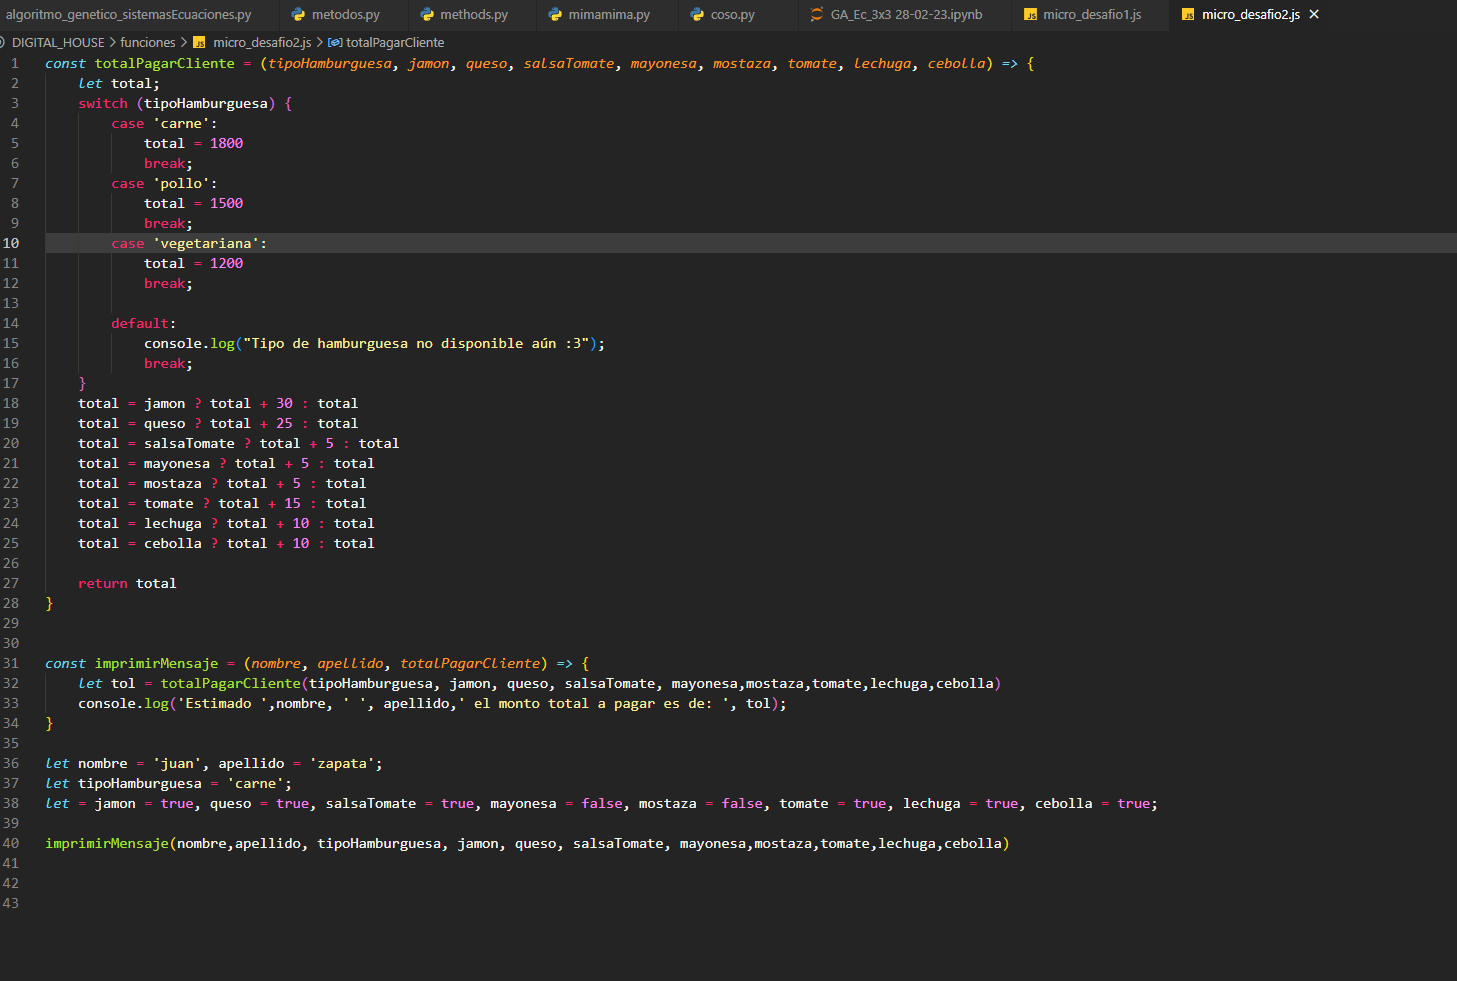 algoritmo_genetico_sistemasEcuaciones.py metodos.py methods.py mimamima.py coso.py GA_Ec_3x3 28-02-23.ipynb JS micro_desafio1.js JS micro_desafio2.js
DIGITAL_HOUSE > funciones > JS micro_desafio2.js > totalPagarCliente
1 const totalPagarCliente = (tipoHamburguesa, jamon, queso, salsaTomate, mayonesa, mostaza, tomate, lechuga, cebolla) => {
2 let total;
3 switch (tipoHamburguesa) {
4 case 'carne':
5 total = 1800
6 break;
7 case 'pollo':
8 total = 1500
9 break;
10 case 'vegetariana':
11 total = 1200
12 break;
13
14 default:
15 console.log("Tipo de hamburguesa no disponible aún :3");
16 break;
17 }
18 total = jamon ? total + 30 : total
19 total = queso ? total + 25 : total
20 total = salsaTomate ? total + 5 : total
21 total = mayonesa ? total + 5 : total
22 total = mostaza ? total + 5 : total
23 total = tomate ? total + 15 : total
24 total = lechuga ? total + 10 : total
25 total = cebolla ? total + 10 : total
26
27 return total
28 }
29
30
31 const imprimirMensaje = (nombre, apellido, totalPagarCliente) => {
32 let tol = totalPagarCliente(tipoHamburguesa, jamon, queso, salsaTomate, mayonesa,mostaza,tomate,lechuga,cebolla)
33 console.log('Estimado ',nombre, ' ', apellido,' el monto total a pagar es de: ', tol);
34 }
35
36 let nombre = 'juan', apellido = 'zapata';
37 let tipoHamburguesa = 'carne';
38 let = jamon = true, queso = true, salsaTomate = true, mayonesa = false, mostaza = false, tomate = true, lechuga = true, cebolla = true;
39
40 imprimirMensaje(nombre,apellido, tipoHamburguesa, jamon, queso, salsaTomate, mayonesa,mostaza,tomate,lechuga,cebolla)
41
42
43